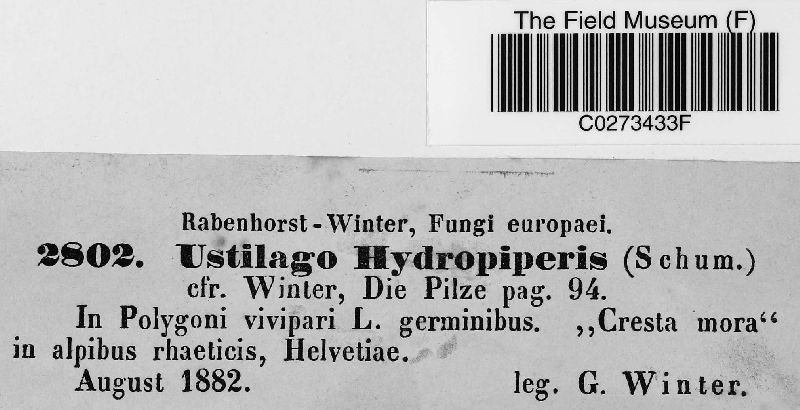 The Field Museum (F)
C0273433F
Rabenhorst-Winter, Fungi europaei.
2802. Ustilago Hydropiperis (Schum.)
cfr. Winter, Die Pilze pag. 94.
In Polygoni vivipari L. germinibus. „Cresta mora“
in alpibus rhaeticis, Helvetiae.
August 1882. leg. G. Winter.